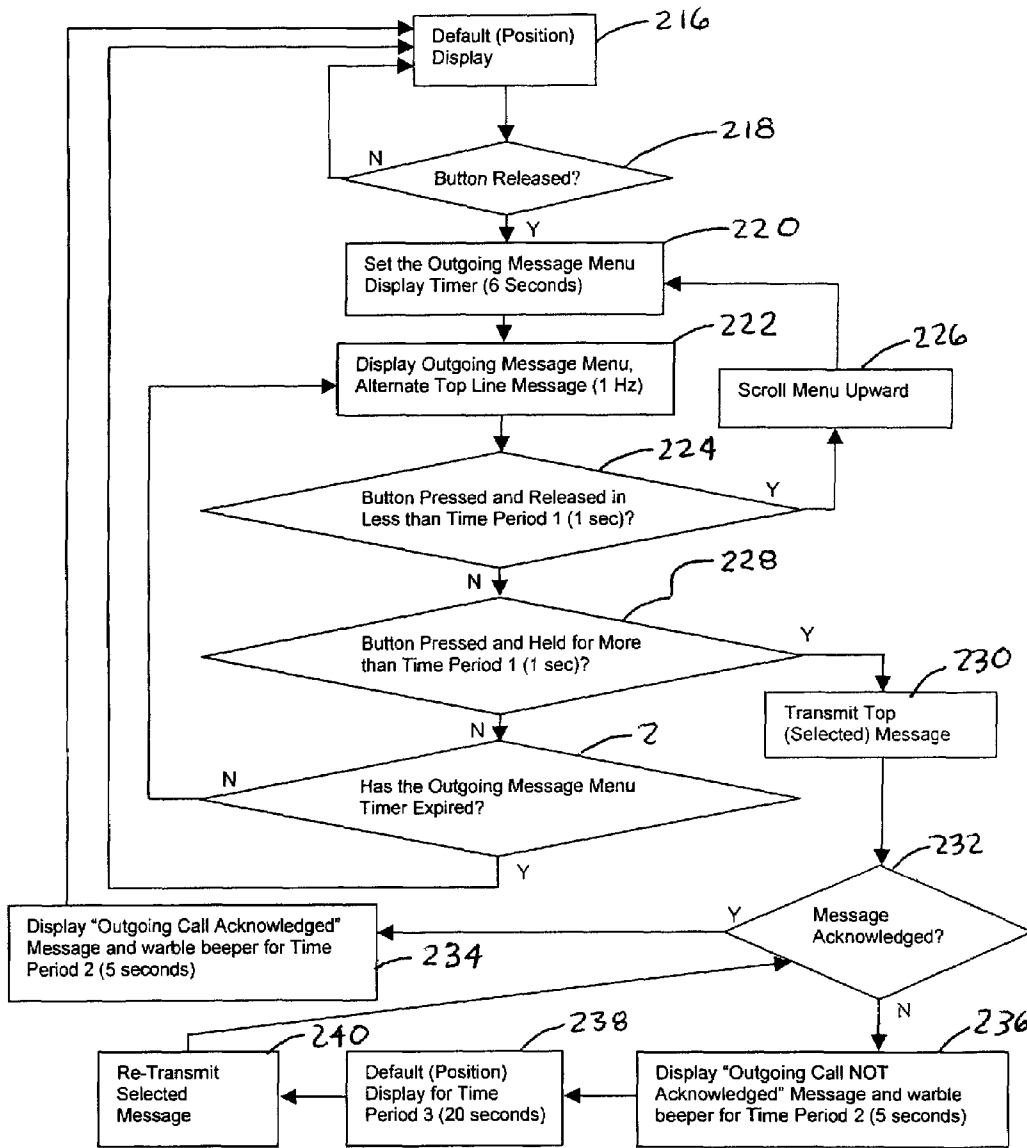 216
Default (Position)
Display
218
N
Button Released?
Y
220
Set the Outgoing Message Menu
Display Timer (6 Seconds)
222
Display Outgoing Message Menu,
Alternate Top Line Message (1 Hz)
226
Scroll Menu Upward
224
Button Pressed and Released in
Less than Time Period 1 (1 sec)?
Y
N
228
Button Pressed and Held for More
than Time Period 1 (1 sec)?
Y
230
Transmit Top
(Selected) Message
N
2
N
Has the Outgoing Message Menu
Timer Expired?
Y
232
Message
Acknowledged?
Y
Display "Outgoing Call Acknowledged"
Message and warble beeper for Time
Period 2 (5 seconds)
234
N
236
Display "Outgoing Call NOT
Acknowledged" Message and warble
beeper for Time Period 2 (5 seconds)
238
Default (Position)
Display for Time
Period 3 (20 seconds)
240
Re-Transmit
Selected
Message